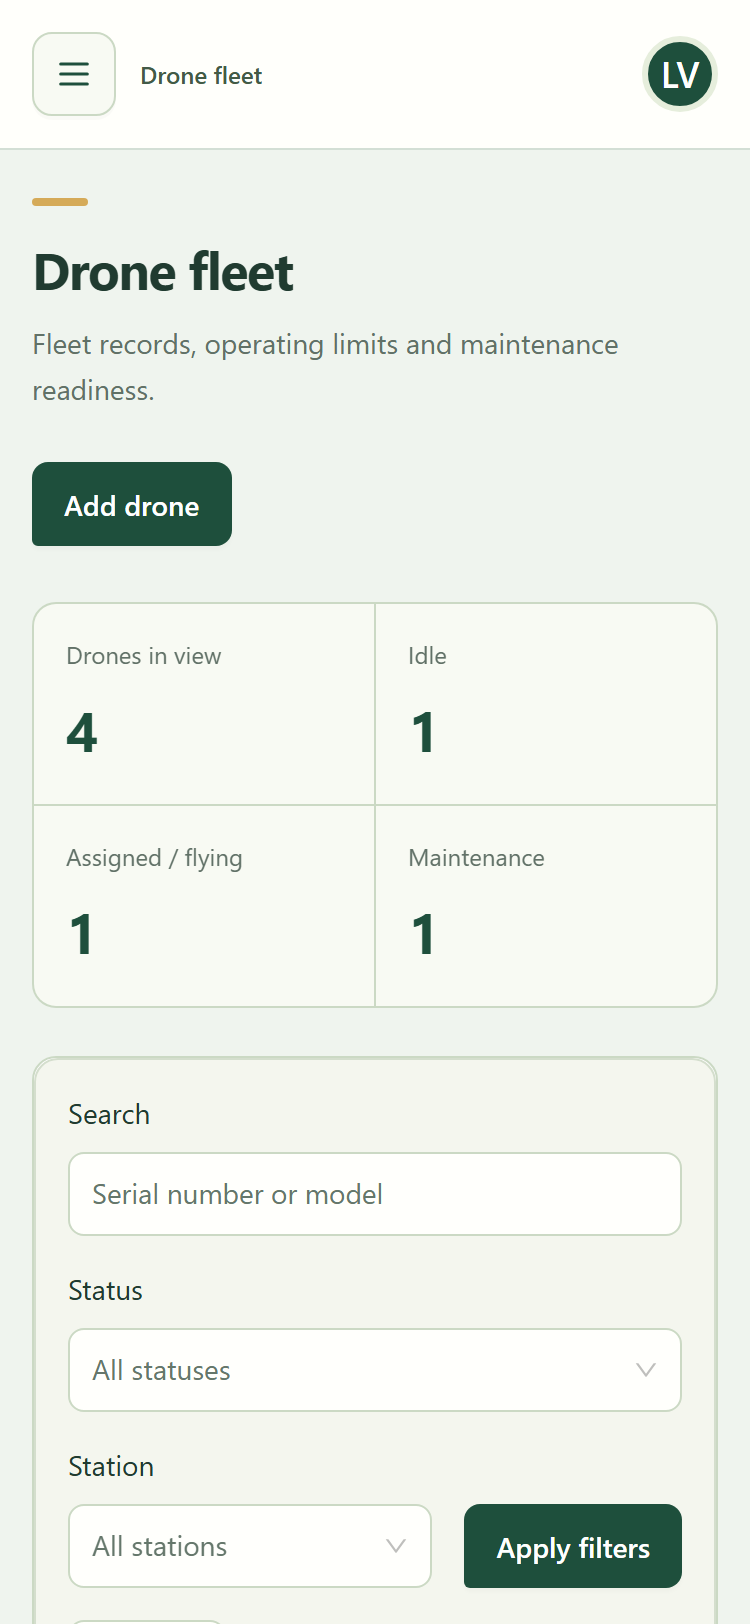 Drone fleet
LV
Drone fleet
Fleet records, operating limits and maintenance
readiness.
Add drone
Drones in view
Idle
4
1
Assigned / flying
Maintenance
1
1
Search
Serial number or model
Status
All statuses
Station
All stations
Apply filters